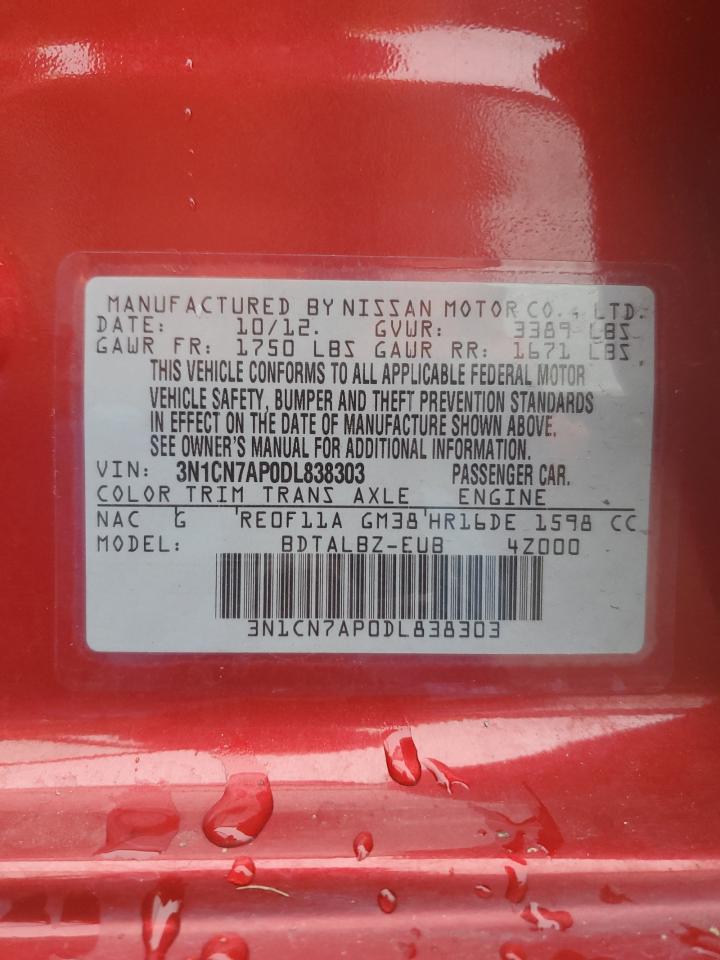 MANUFACTURED BY NISSAN MOTOR CO., LTD.
DATE: 10/12. GVWR: 3389 LBS
GAWR FR: 1750 LBS GAWR RR: 1671 LBS
THIS VEHICLE CONFORMS TO ALL APPLICABLE FEDERAL MOTOR
VEHICLE SAFETY, BUMPER AND THEFT PREVENTION STANDARDS
IN EFFECT ON THE DATE OF MANUFACTURE SHOWN ABOVE.
SEE OWNER'S MANUAL FOR ADDITIONAL INFORMATION.
VIN: 3N1CN7AP0DL838303 PASSENGER CAR.
COLOR TRIM TRANS AXLE ENGINE
NAC G RE0F11A GM38 HR16DE 1598 CC
MODEL: BDTALBZ-EUB 4Z000
3N1CN7AP0DL838303